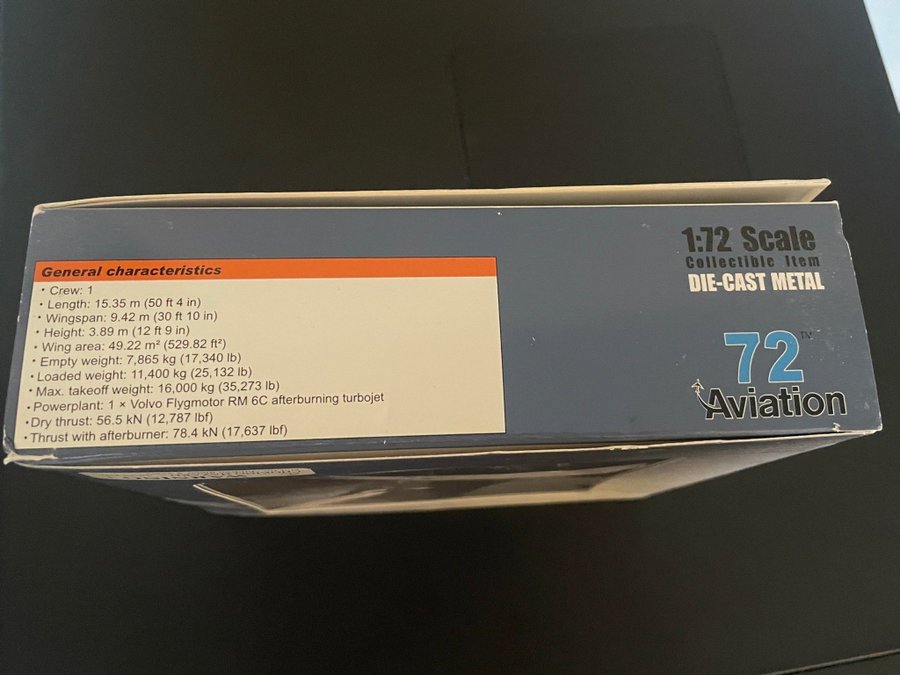 General characteristics
• Crew: 1
• Length: 15.35 m (50 ft 4 in)
• Wingspan: 9.42 m (30 ft 10 in)
• Height: 3.89 m (12 ft 9 in)
• Wing area: 49.22 m² (529.82 ft²)
• Empty weight: 7,865 kg (17,340 lb)
• Loaded weight: 11,400 kg (25,132 lb)
• Max. takeoff weight: 16,000 kg (35,273 lb)
• Powerplant: 1 × Volvo Flygmotor RM 6C afterburning turbojet
• Dry thrust: 56.5 kN (12,787 lbf)
• Thrust with afterburner: 78.4 kN (17,637 lbf)
1:72 Scale
Collectible Item
DIE-CAST METAL
72™
Aviation